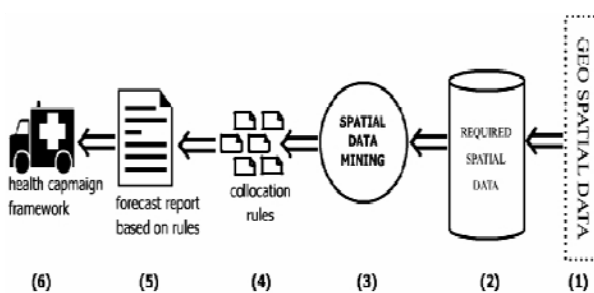 GEO SPATIAL DATA
REQUIRED
SPATIAL
DATA
SPATIAL
DATA
MINING
collocation
rules
forecast report
based on rules
health capmaign
framework
(6) (5) (4) (3) (2) (1)